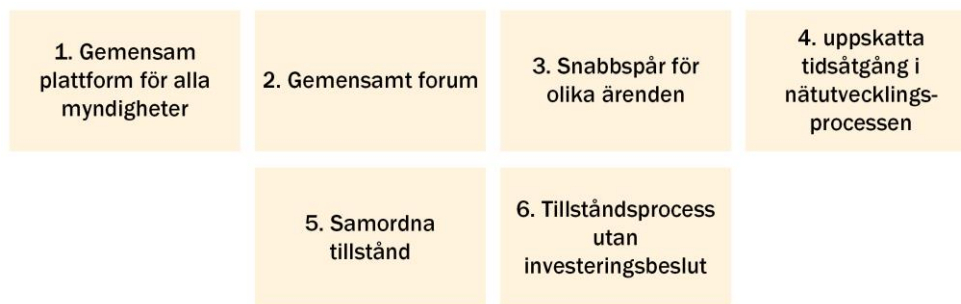 1. Gemensam
plattform för alla
myndigheter
2. Gemensamt forum
3. Snabbspår för
olika ärenden
4. uppskatta
tidsåtgång i
nätutvecklings-
processen
5. Samordna
tillstånd
6. Tillståndsprocess
utan
investeringsbeslut